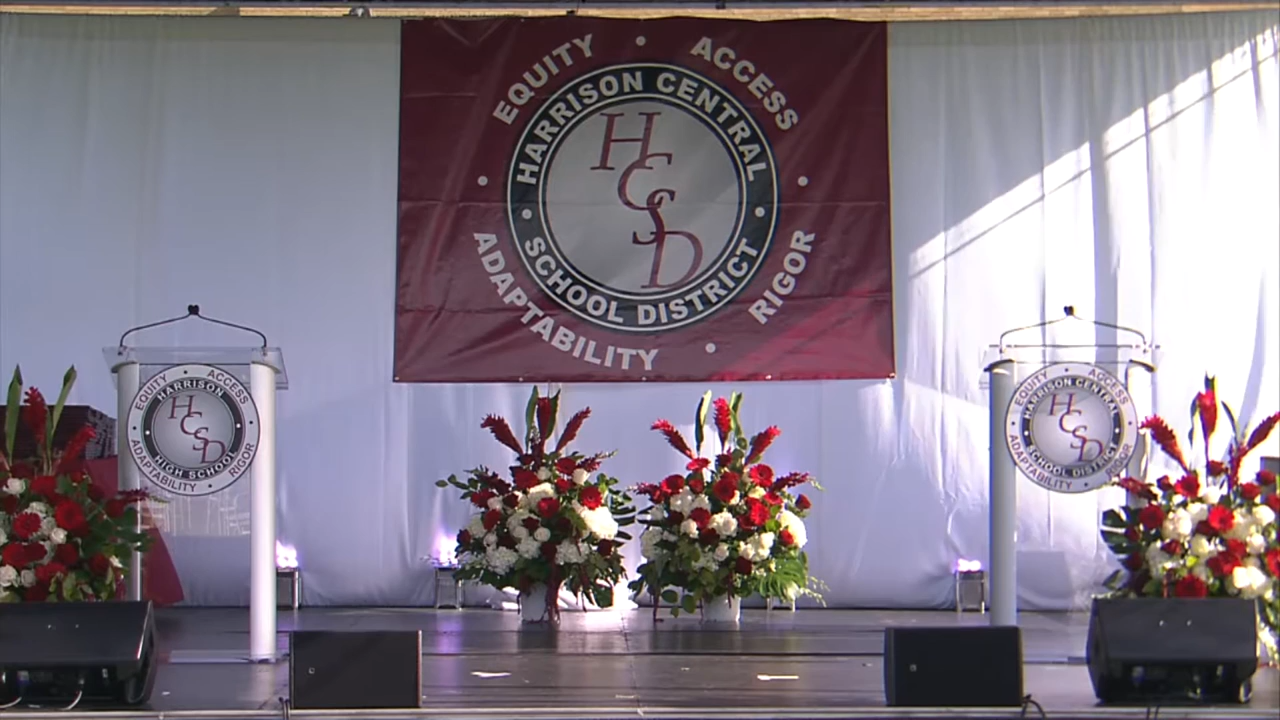 EQUITY • ACCESS
HARRISON CENTRAL
HCSD
SCHOOL DISTRICT
ADAPTABILITY • RIGOR
EQUITY • ACCESS
HARRISON
HCSD
HIGH SCHOOL
ADAPTABILITY • RIGOR
EQUITY • ACCESS
HARRISON CENTRAL
HCSD
SCHOOL DISTRICT
ADAPTABILITY • RIGOR